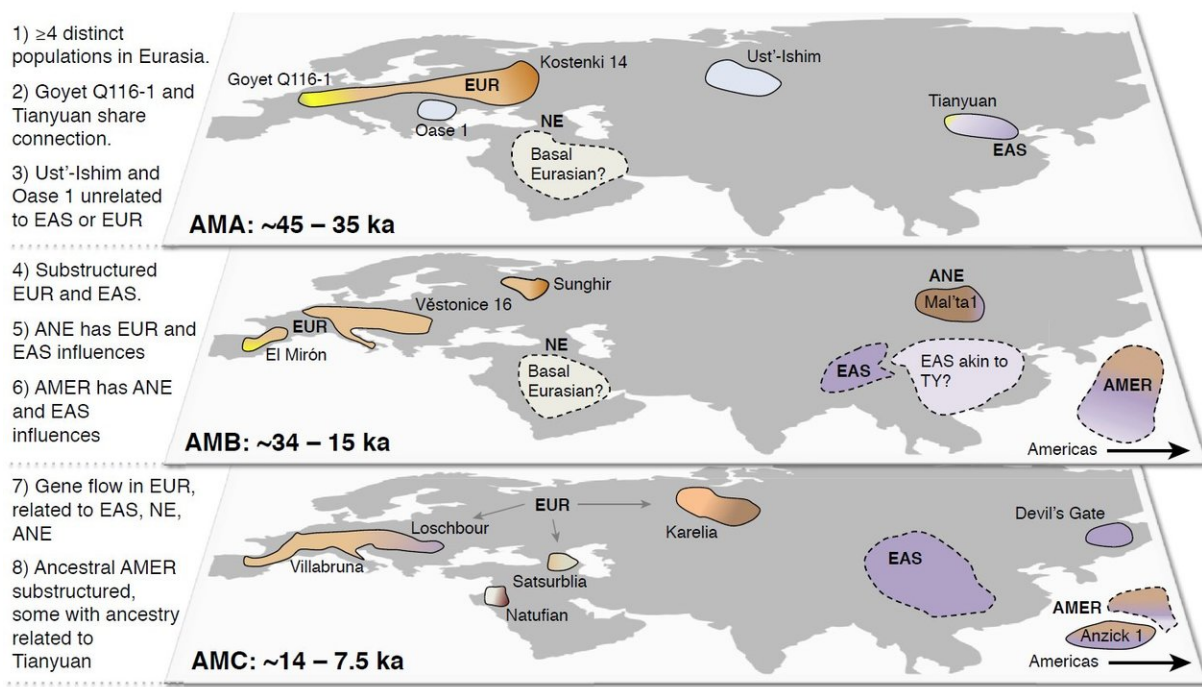 1) ≥4 distinct
populations in Eurasia.
2) Goyet Q116-1 and
Tianyuan share
connection.
3) Ust'-Ishim and
Oase 1 unrelated
to EAS or EUR
Goyet Q116-1
EUR
Kostenki 14
Oase 1
NE
Basal
Eurasian?
Ust'-Ishim
Tianyuan
EAS
AMA: ~45 – 35 ka
4) Substructured
EUR and EAS.
5) ANE has EUR and
EAS influences
6) AMER has ANE
and EAS
influences
Sunghir
Věstonice 16
EUR
El Mirón
NE
Basal
Eurasian?
ANE
Mal'ta1
EAS
EAS akin to
TY?
AMER
Americas
AMB: ~34 – 15 ka
7) Gene flow in EUR,
related to EAS, NE,
ANE
8) Ancestral AMER
substructured,
some with ancestry
related to
Tianyuan
EUR
Loschbour
Villabruna
Karelia
Satsurblia
Natufian
EAS
Devil's Gate
AMER
Anzick 1
Americas
AMC: ~14 – 7.5 ka